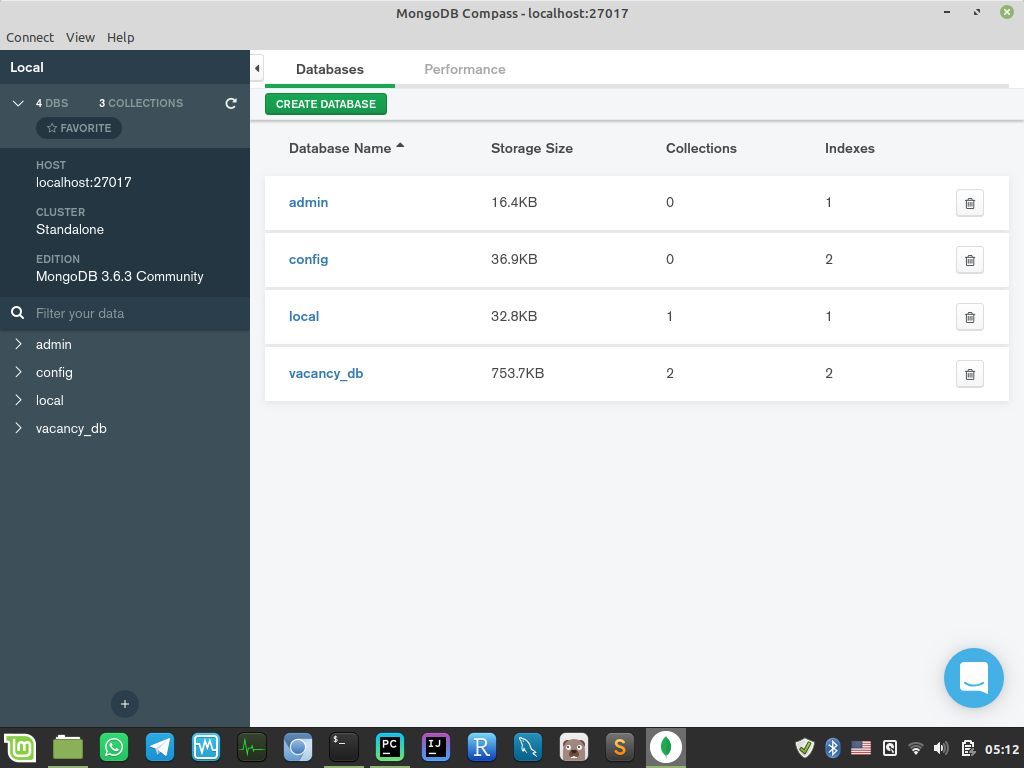 MongoDB Compass - localhost:27017
Connect View Help
Local
4 DBS 3 COLLECTIONS
FAVORITE
HOST
localhost:27017
CLUSTER
Standalone
EDITION
MongoDB 3.6.3 Community
Filter your data
admin
config
local
vacancy_db
+
Databases Performance
CREATE DATABASE
Database Name Storage Size Collections Indexes
admin 16.4KB 0 1
config 36.9KB 0 2
local 32.8KB 1 1
vacancy_db 753.7KB 2 2
$_ PC IJ R S 05:12